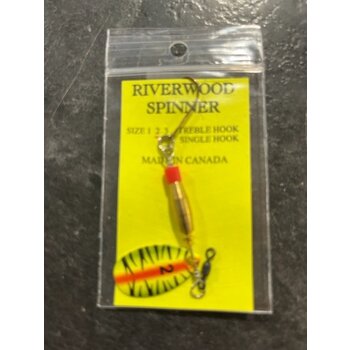 RIVERWOOD
SPINNER
SIZE 1 2 3 TREBLE HOOK
SINGLE HOOK
MADE IN CANADA
2